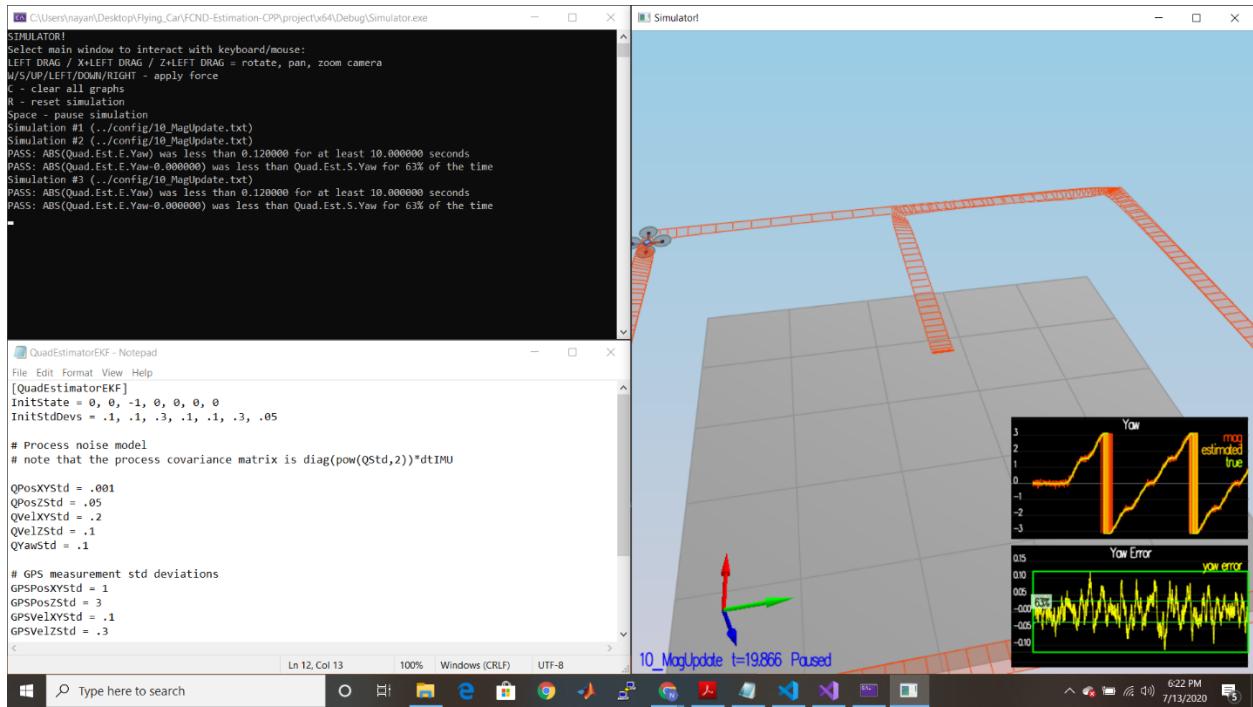 C:\Users\nayan\Desktop\Flying_Car\FCND-Estimation-CPP\project\x64\Debug\Simulator.exe
SIMULATOR!
Select main window to interact with keyboard/mouse:
LEFT DRAG / X+LEFT DRAG / Z+LEFT DRAG = rotate, pan, zoom camera
W/S/UP/LEFT/DOWN/RIGHT - apply force
C - clear all graphs
R - reset simulation
Space - pause simulation
Simulation #1 (../config/10_MagUpdate.txt)
Simulation #2 (../config/10_MagUpdate.txt)
PASS: ABS(Quad.Est.E.Yaw) was less than 0.120000 for at least 10.000000 seconds
PASS: ABS(Quad.Est.E.Yaw-0.000000) was less than Quad.Est.S.Yaw for 63% of the time
Simulation #3 (../config/10_MagUpdate.txt)
PASS: ABS(Quad.Est.E.Yaw) was less than 0.120000 for at least 10.000000 seconds
PASS: ABS(Quad.Est.E.Yaw-0.000000) was less than Quad.Est.S.Yaw for 63% of the time
QuadEstimatorEKF - Notepad
File Edit Format View Help
[QuadEstimatorEKF]
InitState = 0, 0, -1, 0, 0, 0, 0
InitStdDevs = .1, .1, .3, .1, .1, .3, .05
# Process noise model
# note that the process covariance matrix is diag(pow(QStd,2))*dtIMU
QPosXYStd = .001
QPosZStd = .05
QVelXYStd = .2
QVelZStd = .1
QYawStd = .1
# GPS measurement std deviations
GPSPosXYStd = 1
GPSPosZStd = 3
GPSVelXYStd = .1
GPSVelZStd = .3
Ln 12, Col 13 100% Windows (CRLF) UTF-8
Simulator!
Yaw
mag
estimated
true
3
2
1
0
-1
-2
-3
Yaw Error
yaw error
0.15
0.10
0.05
-0.00
-0.05
-0.10
63%
10_MagUpdate t=19.866 Paused
Type here to search
6:22 PM
7/13/2020
5